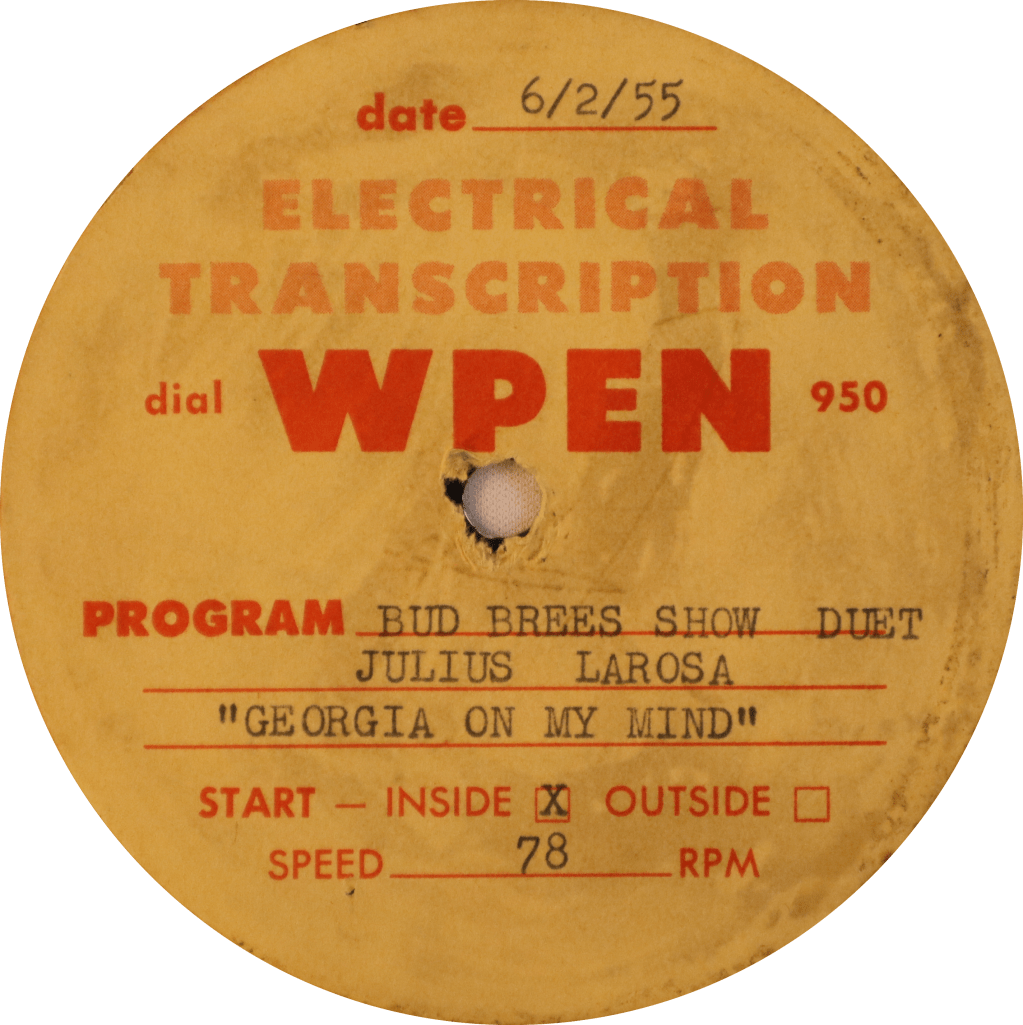 date 6/2/55
ELECTRICAL
TRANSCRIPTION
dial WPEN 950
PROGRAM BUD BREES SHOW DUET
JULIUS LAROSA
"GEORGIA ON MY MIND"
START — INSIDE X OUTSIDE
SPEED 78 RPM